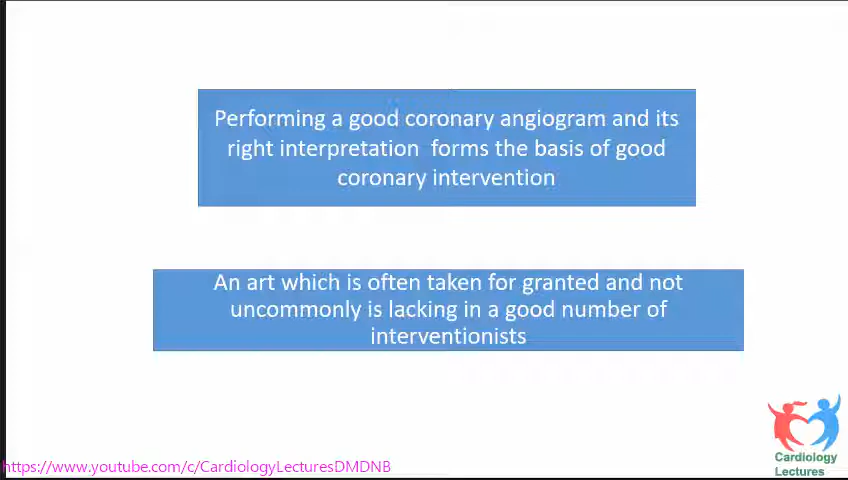 Performing a good coronary angiogram and its
right interpretation forms the basis of good
coronary intervention
An art which is often taken for granted and not
uncommonly is lacking in a good number of
interventionists
Cardiology
Lectures
https://www.youtube.com/c/CardiologyLecturesDMDNB